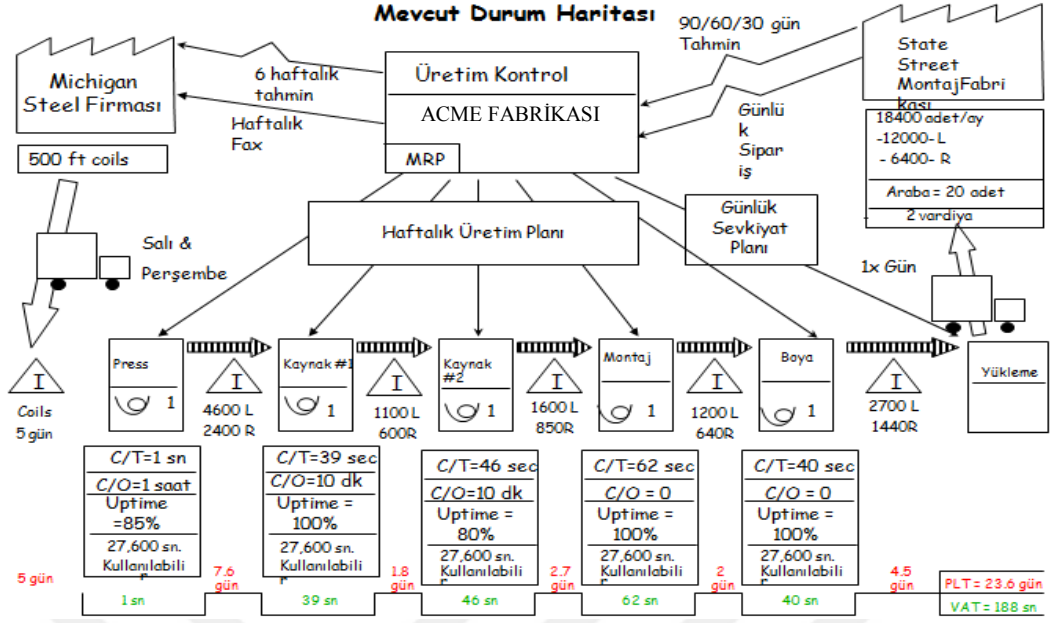 Mevcut Durum Haritası
Michigan
Steel Firması
500 ft coils
6 haftalık
tahmin
Haftalık
Fax
Üretim Kontrol
ACME FABRİKASI
MRP
90/60/30 gün
Tahmin
Günlü
k
Sipar
iş
State
Street
MontajFabri
kası
18400 adet/ay
-12000- L
- 6400- R
Araba = 20 adet
2 vardiya
Salı &
Perşembe
Haftalık Üretim Planı
Günlük
Sevkiyat
Planı
1x Gün
I
Coils
5 gün
Press
1
I
4600 L
2400 R
Kaynak #1
1
I
1100 L
600R
Kaynak
#2
1
I
1600 L
850R
Montaj
1
I
1200 L
640R
Boya
1
I
2700 L
1440R
Yükleme
C/T=1 sn
C/O=1 saat
Uptime
=85%
27,600 sn.
Kullanılabili
r
C/T=39 sec
C/O=10 dk
Uptime =
100%
27,600 sn.
Kullanılabili
r
C/T=46 sec
C/O=10 dk
Uptime =
80%
27,600 sn.
Kullanılabili
r
C/T=62 sec
C/O = 0
Uptime =
100%
27,600 sn.
Kullanılabili
r
C/T=40 sec
C/O = 0
Uptime =
100%
27,600 sn.
Kullanılabili
r
5 gün
7.6
gün
1.8
gün
2.7
gün
2
gün
4.5
gün
PLT = 23.6 gün
1 sn
39 sn
46 sn
62 sn
40 sn
VAT = 188 sn